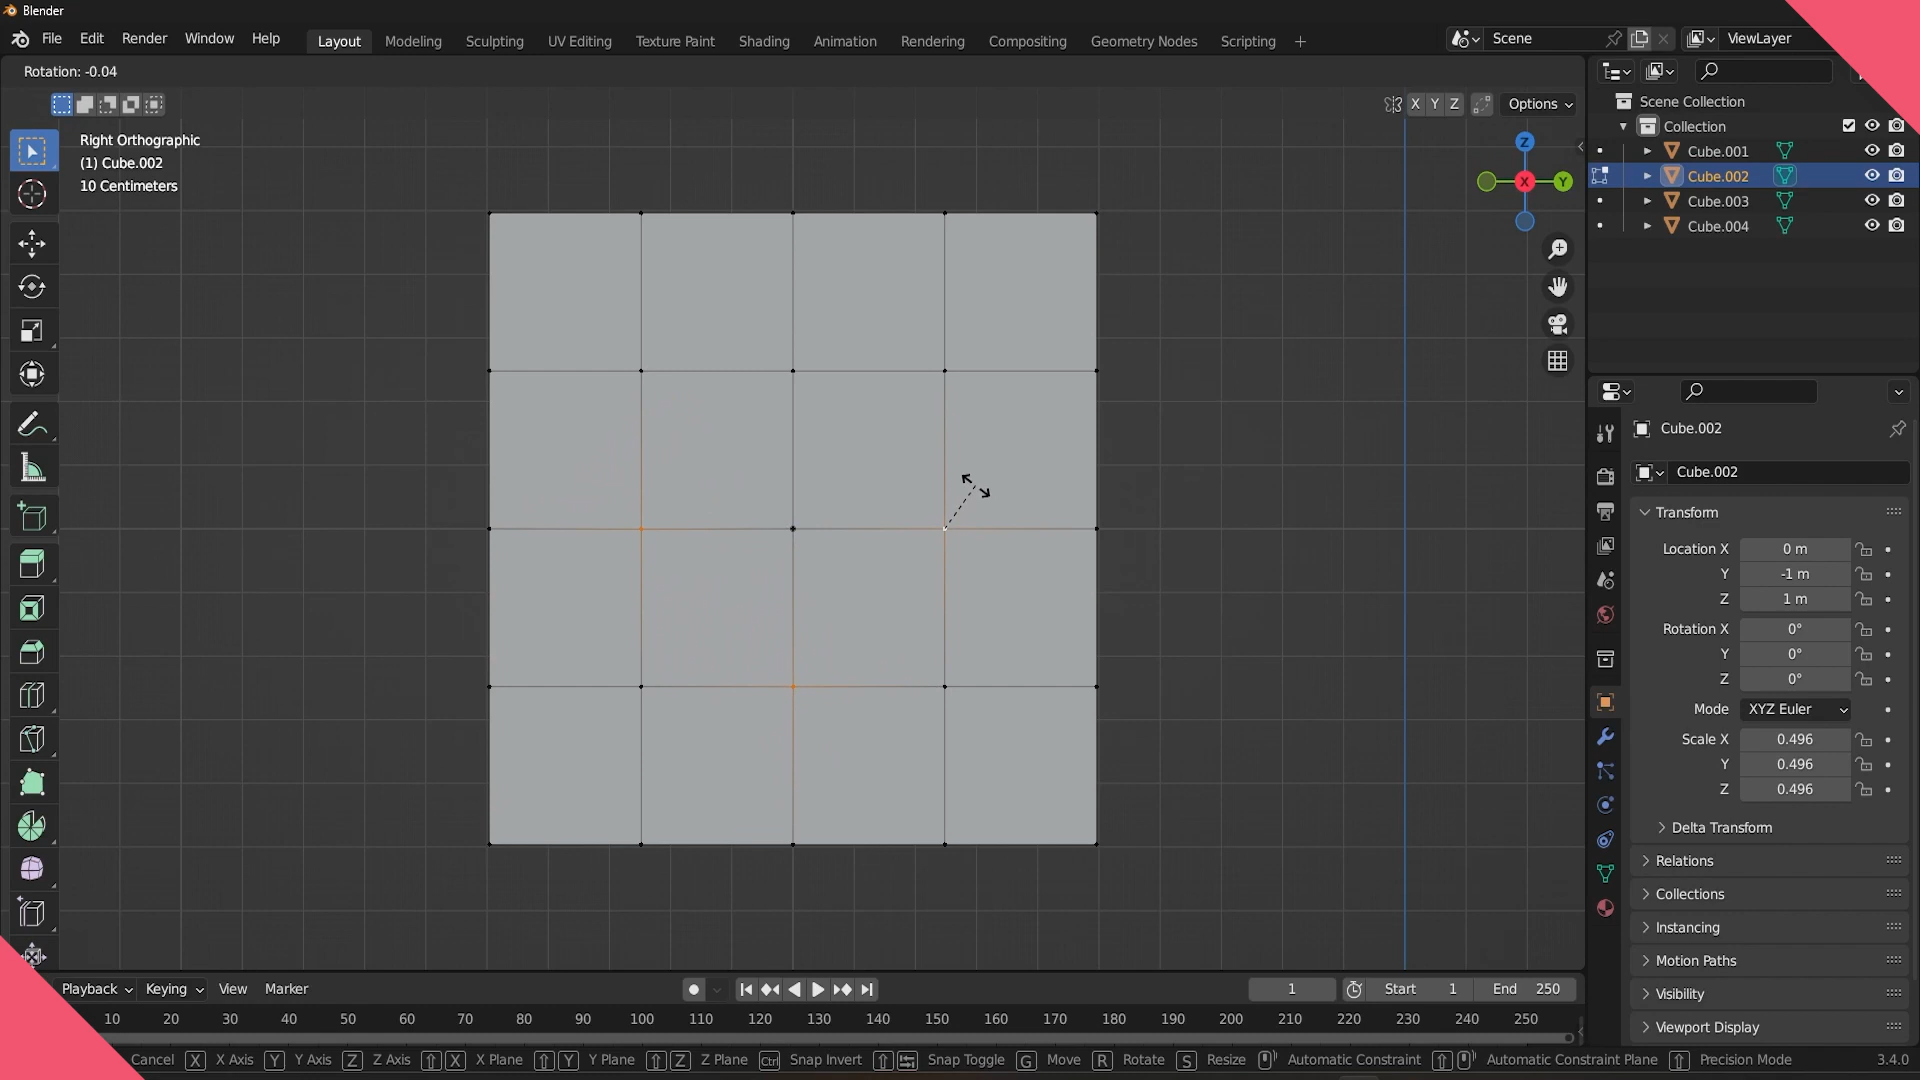 Blender
File Edit Render Window Help Layout Modeling Sculpting UV Editing Texture Paint Shading Animation Rendering Compositing Geometry Nodes Scripting + Scene ViewLayer
Rotation: -0.04
X Y Z Options
Right Orthographic
(1) Cube.002
10 Centimeters
Z
X Y
Scene Collection
Collection
Cube.001
Cube.002
Cube.003
Cube.004
Cube.002
Cube.002
Transform
Location X 0 m
Y -1 m
Z 1 m
Rotation X 0°
Y 0°
Z 0°
Mode XYZ Euler
Scale X 0.496
Y 0.496
Z 0.496
Delta Transform
Relations
Collections
Instancing
Motion Paths
Visibility
Viewport Display
Playback Keying View Marker 1 Start 1 End 250
10 20 30 40 50 60 70 80 90 100 110 120 130 140 150 160 170 180 190 200 210 220 230 240 250
Cancel X X Axis Y Y Axis Z Z Axis X X Plane Y Y Plane Z Z Plane Ctrl Snap Invert Snap Toggle G Move R Rotate S Resize Automatic Constraint Automatic Constraint Plane Precision Mode 3.4.0